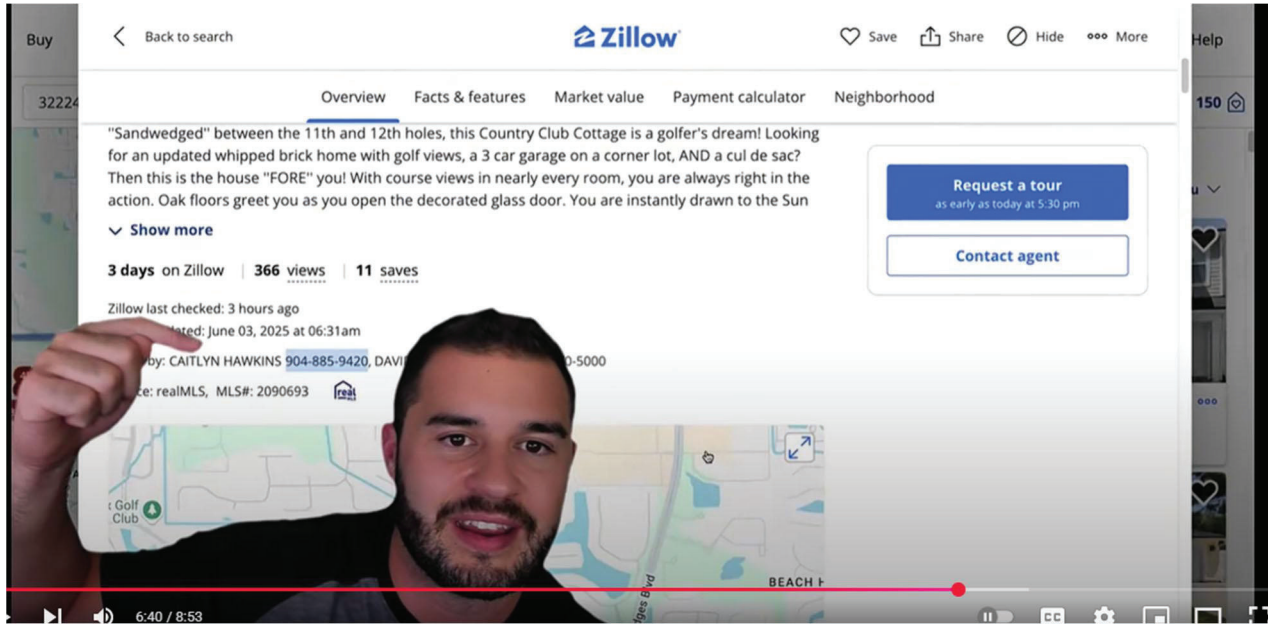 Buy
Back to search
Zillow
Save
Share
Hide
More
Help
32224
150
Overview
Facts & features
Market value
Payment calculator
Neighborhood
"Sandwedged" between the 11th and 12th holes, this Country Club Cottage is a golfer's dream! Looking
for an updated whipped brick home with golf views, a 3 car garage on a corner lot, AND a cul de sac?
Then this is the house "FORE" you! With course views in nearly every room, you are always right in the
action. Oak floors greet you as you open the decorated glass door. You are instantly drawn to the Sun
Show more
Request a tour
as early as today at 5:30 pm
Contact agent
3 days on Zillow
366 views
11 saves
Zillow last checked: 3 hours ago
June 03, 2025 at 06:31am
by: CAITLYN HAWKINS 904-885-9420,
0-5000
realMLS, MLS#: 2090693
real
Golf
Club
BEACH
Blvd
6:40 / 8:53
CC